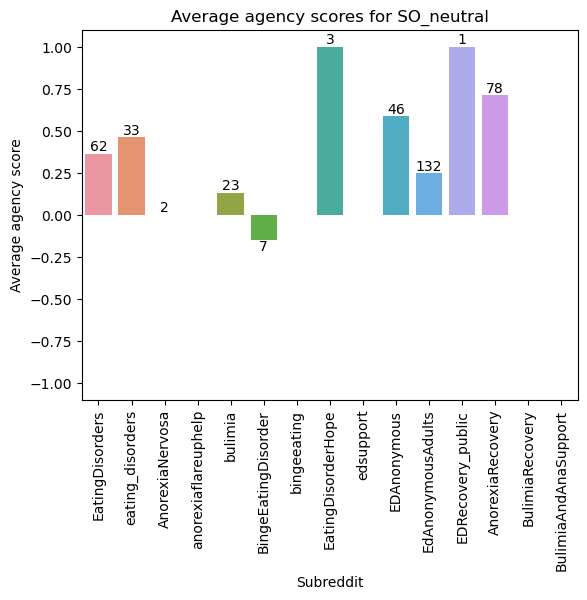 Average agency scores for SO_neutral
Average agency score
1.00
0.75
0.50
0.25
0.00
−0.25
−0.50
−0.75
−1.00
62
33
2
23
7
3
46
132
1
78
EatingDisorders
eating_disorders
AnorexiaNervosa
anorexiaflareuphelp
bulimia
BingeEatingDisorder
bingeeating
EatingDisorderHope
edsupport
EDAnonymous
EdAnonymousAdults
EDRecovery_public
AnorexiaRecovery
BulimiaRecovery
BulimiaAndAnaSupport
Subreddit